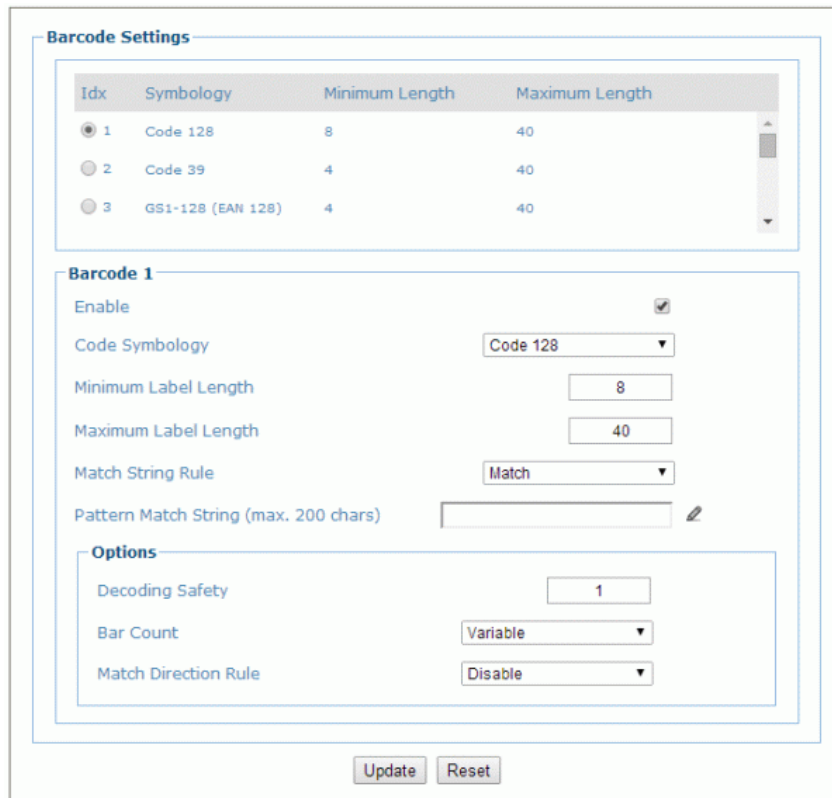 Barcode Settings
Idx Symbology Minimum Length Maximum Length
1 Code 128 8 40
2 Code 39 4 40
3 GS1-128 (EAN 128) 4 40
Barcode 1
Enable
Code Symbology Code 128
Minimum Label Length 8
Maximum Label Length 40
Match String Rule Match
Pattern Match String (max. 200 chars)
Options
Decoding Safety 1
Bar Count Variable
Match Direction Rule Disable
Update Reset